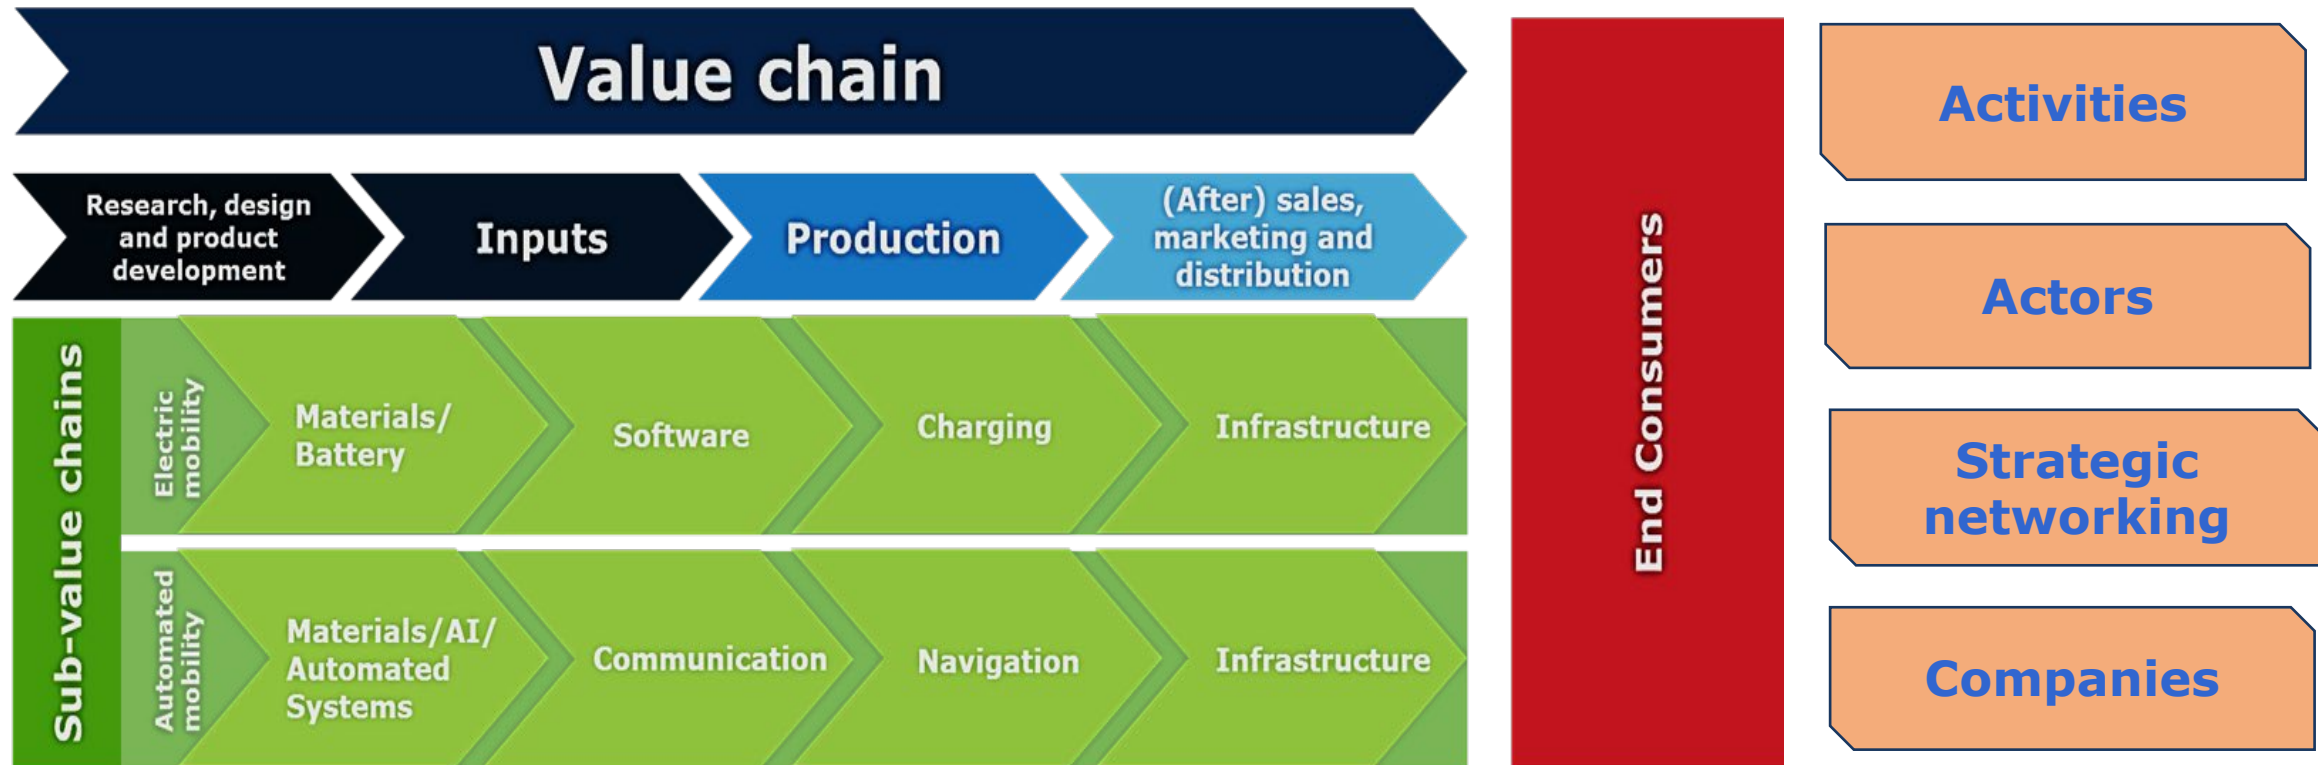 Value chain
Research, design
and product
development
Inputs
Production
(After) sales,
marketing and
distribution
Sub-value chains
Electric
mobility
Materials/
Battery
Software
Charging
Infrastructure
Automated
mobility
Materials/AI/
Automated
Systems
Communication
Navigation
Infrastructure
End Consumers
Activities
Actors
Strategic
networking
Companies